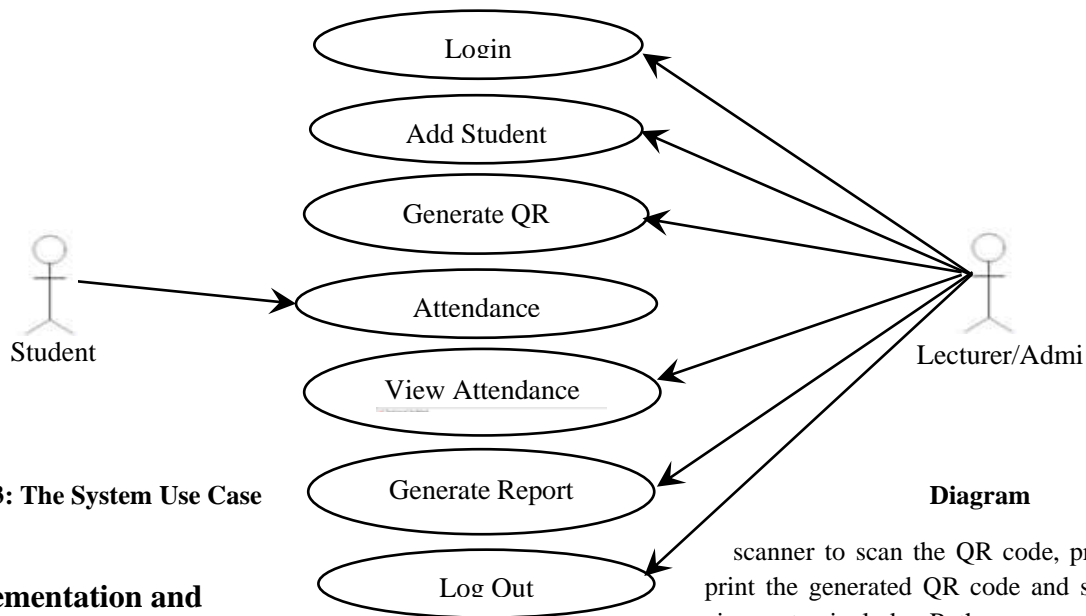 Login
Add Student
Generate QR
Attendance
Student
Lecturer/Admi
View Attendance
3: The System Use Case
Diagram
Generate Report
scanner to scan the QR code, pr
print the generated QR code and s
Log Out
ementation and